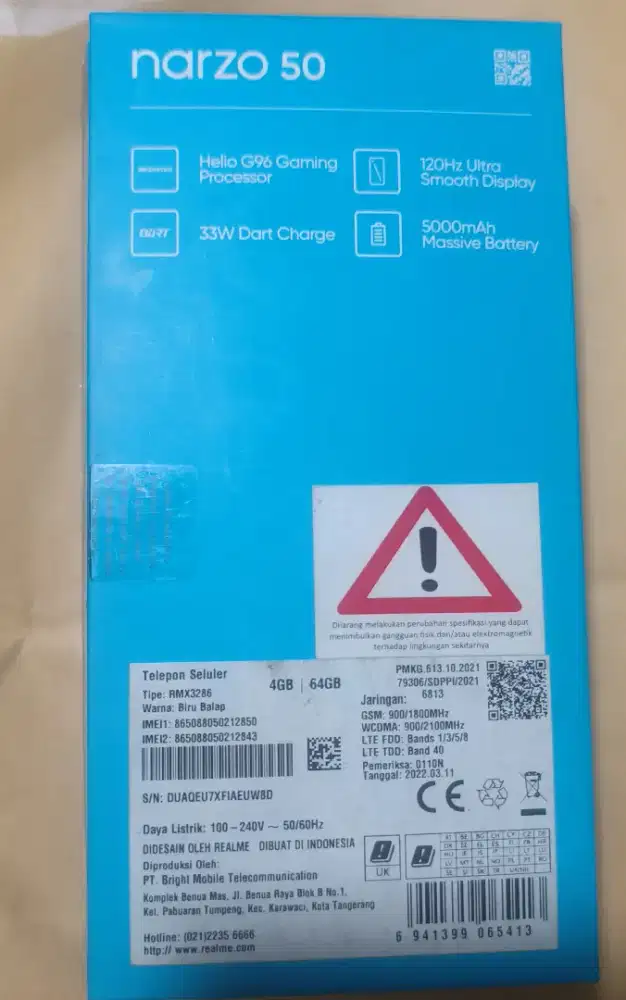 narzo 50
Helio G96 Gaming
Processor
120Hz Ultra
Smooth Display
DART
33W Dart Charge
5000mAh
Massive Battery
Dilarang melakukan perubahan spesifikasi yang dapat
menimbulkan gangguan fisik dan/atau elektromagnetik
terhadap lingkungan sekitarnya
Telepon Seluler
Tipe: RMX3286
Warna: Biru Balap
4GB | 64GB
IMEI1: 865088050212850
IMEI2: 865088050212843
S/N: DUAQEU7XFIAEUW8D
PMKG.613.10.2021
79306/SDPPI/2021
6813
Jaringan:
GSM: 900/1800MHz
WCDMA: 900/2100MHz
LTE FDD: Bands 1/3/5/8
LTE TDD: Band 40
Pemeriksa: 0110N
Tanggal: 2022.03.11
CE
Daya Listrik: 100-240V ~ 50/60Hz
DIDESAIN OLEH REALME DIBUAT DI INDONESIA
Diproduksi Oleh:
PT. Bright Mobile Telecommunication
Komplek Benua Mas, Jl. Benua Raya Blok B No.1,
Kel. Pabuaran Tumpeng, Kec. Karawaci, Kota Tangerang
Hotline: (021)2235 6666
http:// www.realme.com
UK
6 941399 065413